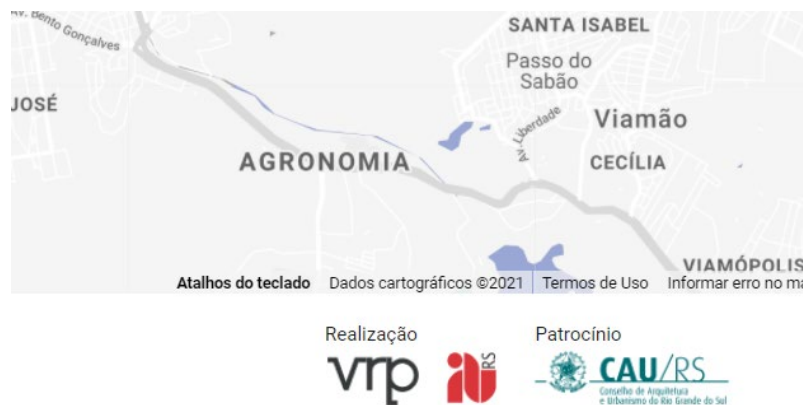 SANTA ISABEL
Av. Bento Gonçalves
Passo do
Sabão
JOSÉ
Av. Liberdade
Viamão
AGRONOMIA
CECÍLIA
VIAMÓPOLIS
Atalhos do teclado Dados cartográficos ©2021 Termos de Uso Informar erro no ma
Realização
Patrocínio
vrp
iab RS
CAU/RS
Conselho de Arquitetura
e Urbanismo do Rio Grande do Sul